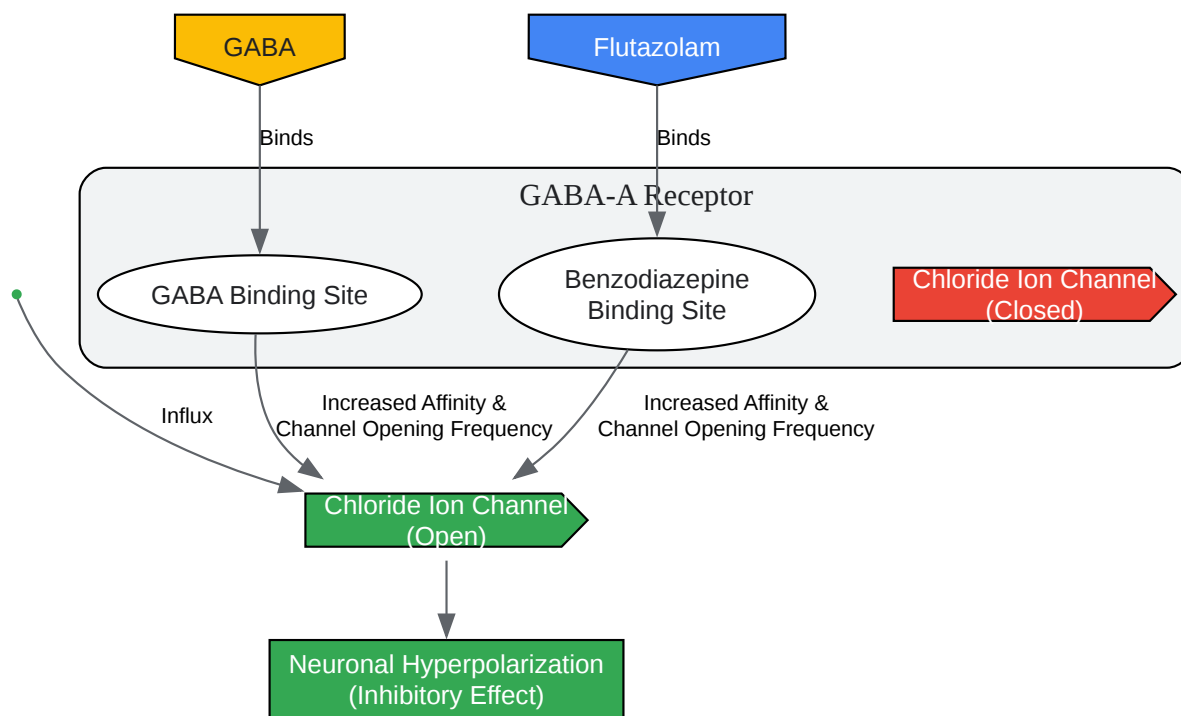 GABA
Flutazolam
Binds
Binds
GABA-A Receptor
GABA Binding Site
Benzodiazepine
Binding Site
Chloride Ion Channel
(Closed)
Influx
Increased Affinity &
Channel Opening Frequency
Increased Affinity &
Channel Opening Frequency
Chloride Ion Channel
(Open)
Neuronal Hyperpolarization
(Inhibitory Effect)